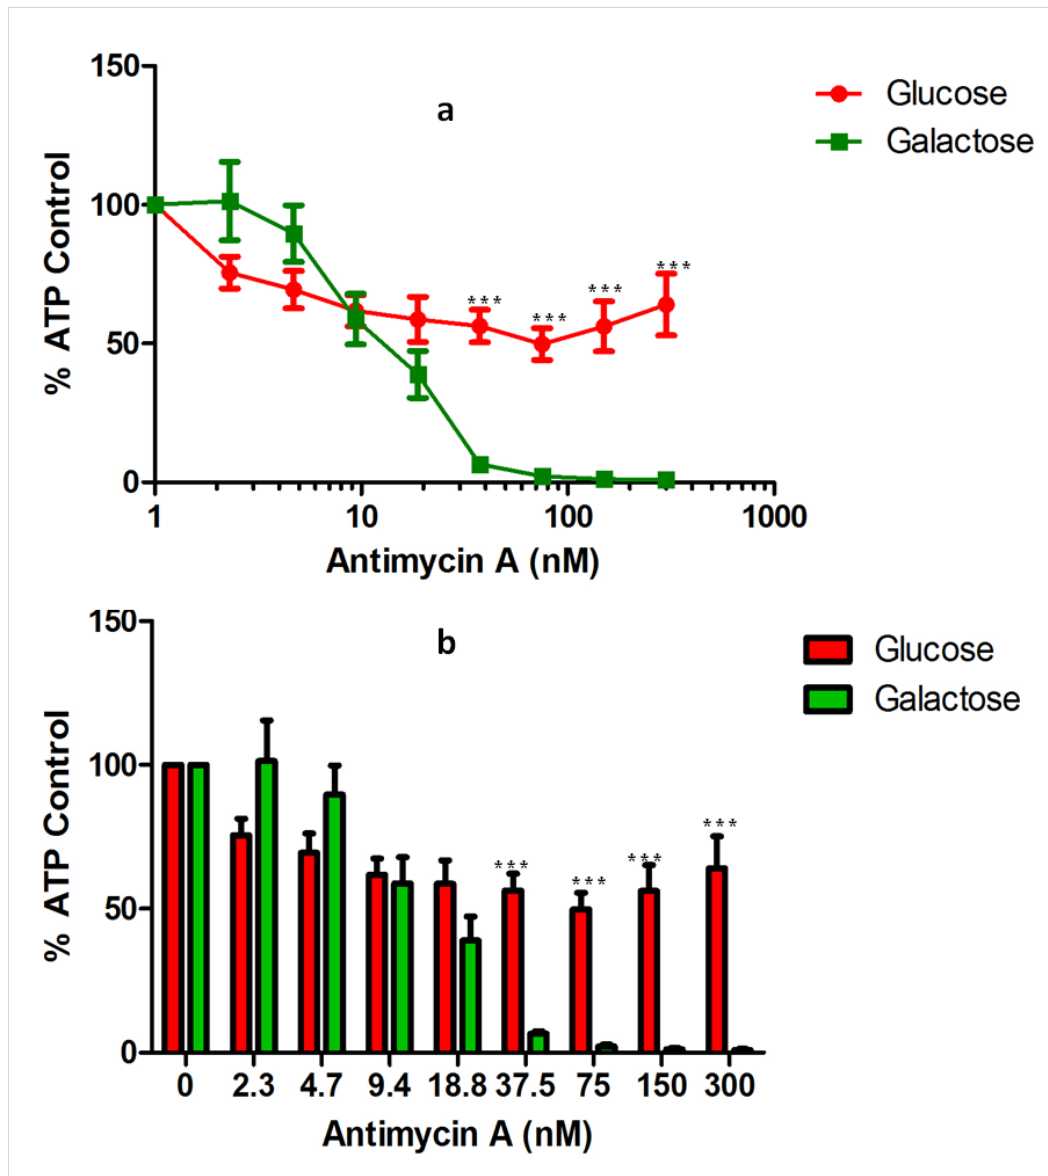 150
a
Glucose
Galactose
% ATP Control
100
***
***
***
***
50
0
1
10
100
1000
Antimycin A (nM)
150
b
Glucose
Galactose
% ATP Control
100
***
***
***
***
50
0
0
2.3
4.7
9.4
18.8
37.5
75
150
300
Antimycin A (nM)